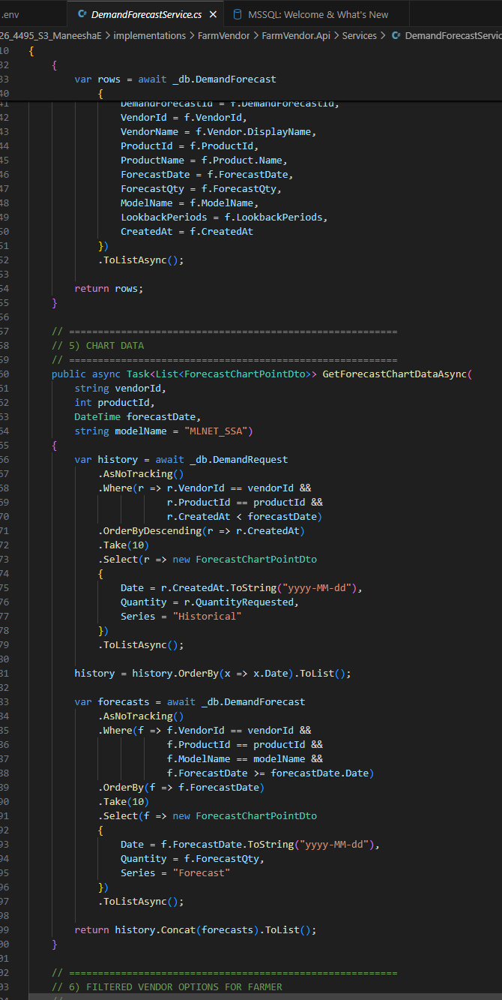 .env
C# DemandForecastService.cs × MSSQL: Welcome & What's New
26_4495_S3_ManeeshaE > implementations > FarmVendor > FarmVendor.Api > Services > C# DemandForecastServic
10 {
32 {
33 var rows = await _db.DemandForecast
40 {
41 DemandForecastId = f.DemandForecastId,
42 VendorId = f.VendorId,
43 VendorName = f.Vendor.DisplayName,
44 ProductId = f.ProductId,
45 ProductName = f.Product.Name,
46 ForecastDate = f.ForecastDate,
47 ForecastQty = f.ForecastQty,
48 ModelName = f.ModelName,
49 LookbackPeriods = f.LookbackPeriods,
50 CreatedAt = f.CreatedAt
51 })
52 .ToListAsync();
53
54 return rows;
55 }
56
57 // =========================================================
58 // 5) CHART DATA
59 // =========================================================
60 public async Task<List<ForecastChartPointDto>> GetForecastChartDataAsync(
61 string vendorId,
62 int productId,
63 DateTime forecastDate,
64 string modelName = "MLNET_SSA")
65 {
66 var history = await _db.DemandRequest
67 .AsNoTracking()
68 .Where(r => r.VendorId == vendorId &&
69 r.ProductId == productId &&
70 r.CreatedAt < forecastDate)
71 .OrderByDescending(r => r.CreatedAt)
72 .Take(10)
73 .Select(r => new ForecastChartPointDto
74 {
75 Date = r.CreatedAt.ToString("yyyy-MM-dd"),
76 Quantity = r.QuantityRequested,
77 Series = "Historical"
78 })
79 .ToListAsync();
80
81 history = history.OrderBy(x => x.Date).ToList();
82
83 var forecasts = await _db.DemandForecast
84 .AsNoTracking()
85 .Where(f => f.VendorId == vendorId &&
86 f.ProductId == productId &&
87 f.ModelName == modelName &&
88 f.ForecastDate >= forecastDate.Date)
89 .OrderBy(f => f.ForecastDate)
90 .Take(10)
91 .Select(f => new ForecastChartPointDto
92 {
93 Date = f.ForecastDate.ToString("yyyy-MM-dd"),
94 Quantity = f.ForecastQty,
95 Series = "Forecast"
96 })
97 .ToListAsync();
98
99 return history.Concat(forecasts).ToList();
00 }
01
02 // =========================================================
03 // 6) FILTERED VENDOR OPTIONS FOR FARMER